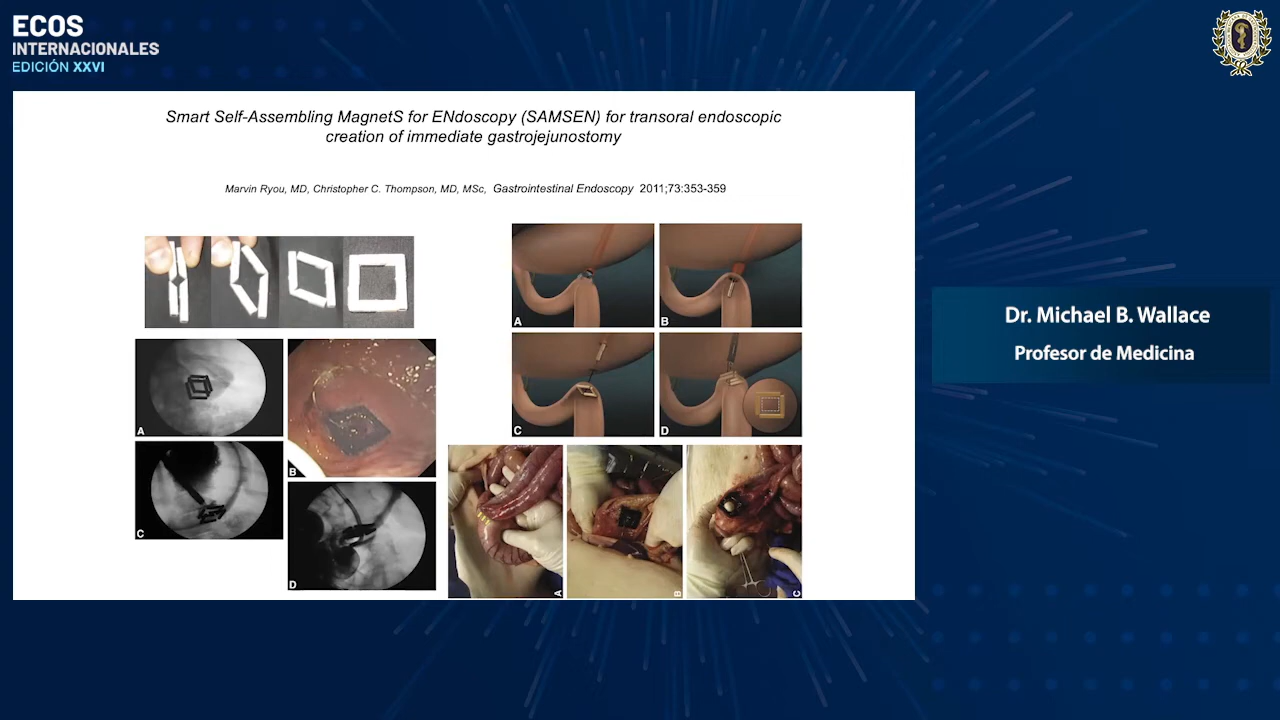 ECOS
INTERNACIONALES
EDICIÓN XXVI
Smart Self-Assembling MagnetS for ENdoscopy (SAMSEN) for transoral endoscopic
creation of immediate gastrojejunostomy
Marvin Ryou, MD, Christopher C. Thompson, MD, MSc, Gastrointestinal Endoscopy 2011;73:353-359
A
B
C
D
A
B
C
D
A
B
C
Dr. Michael B. Wallace
Profesor de Medicina